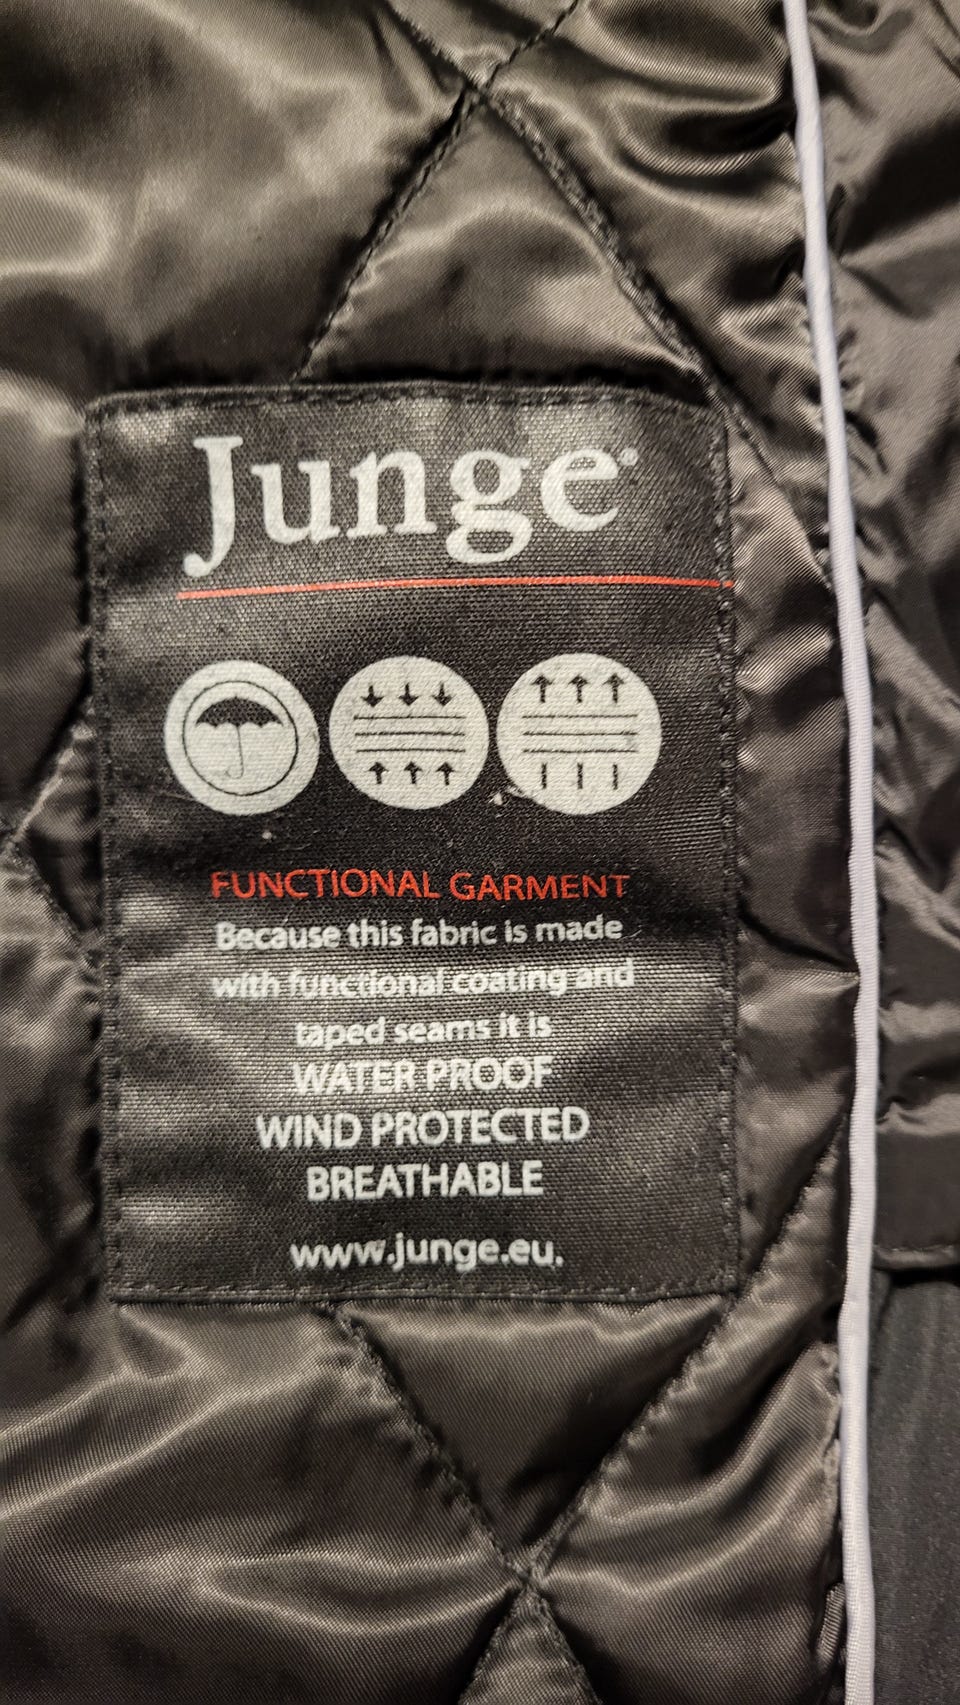 Junge®
FUNCTIONAL GARMENT
Because this fabric is made
with functional coating and
taped seams it is
WATER PROOF
WIND PROTECTED
BREATHABLE
www.junge.eu.